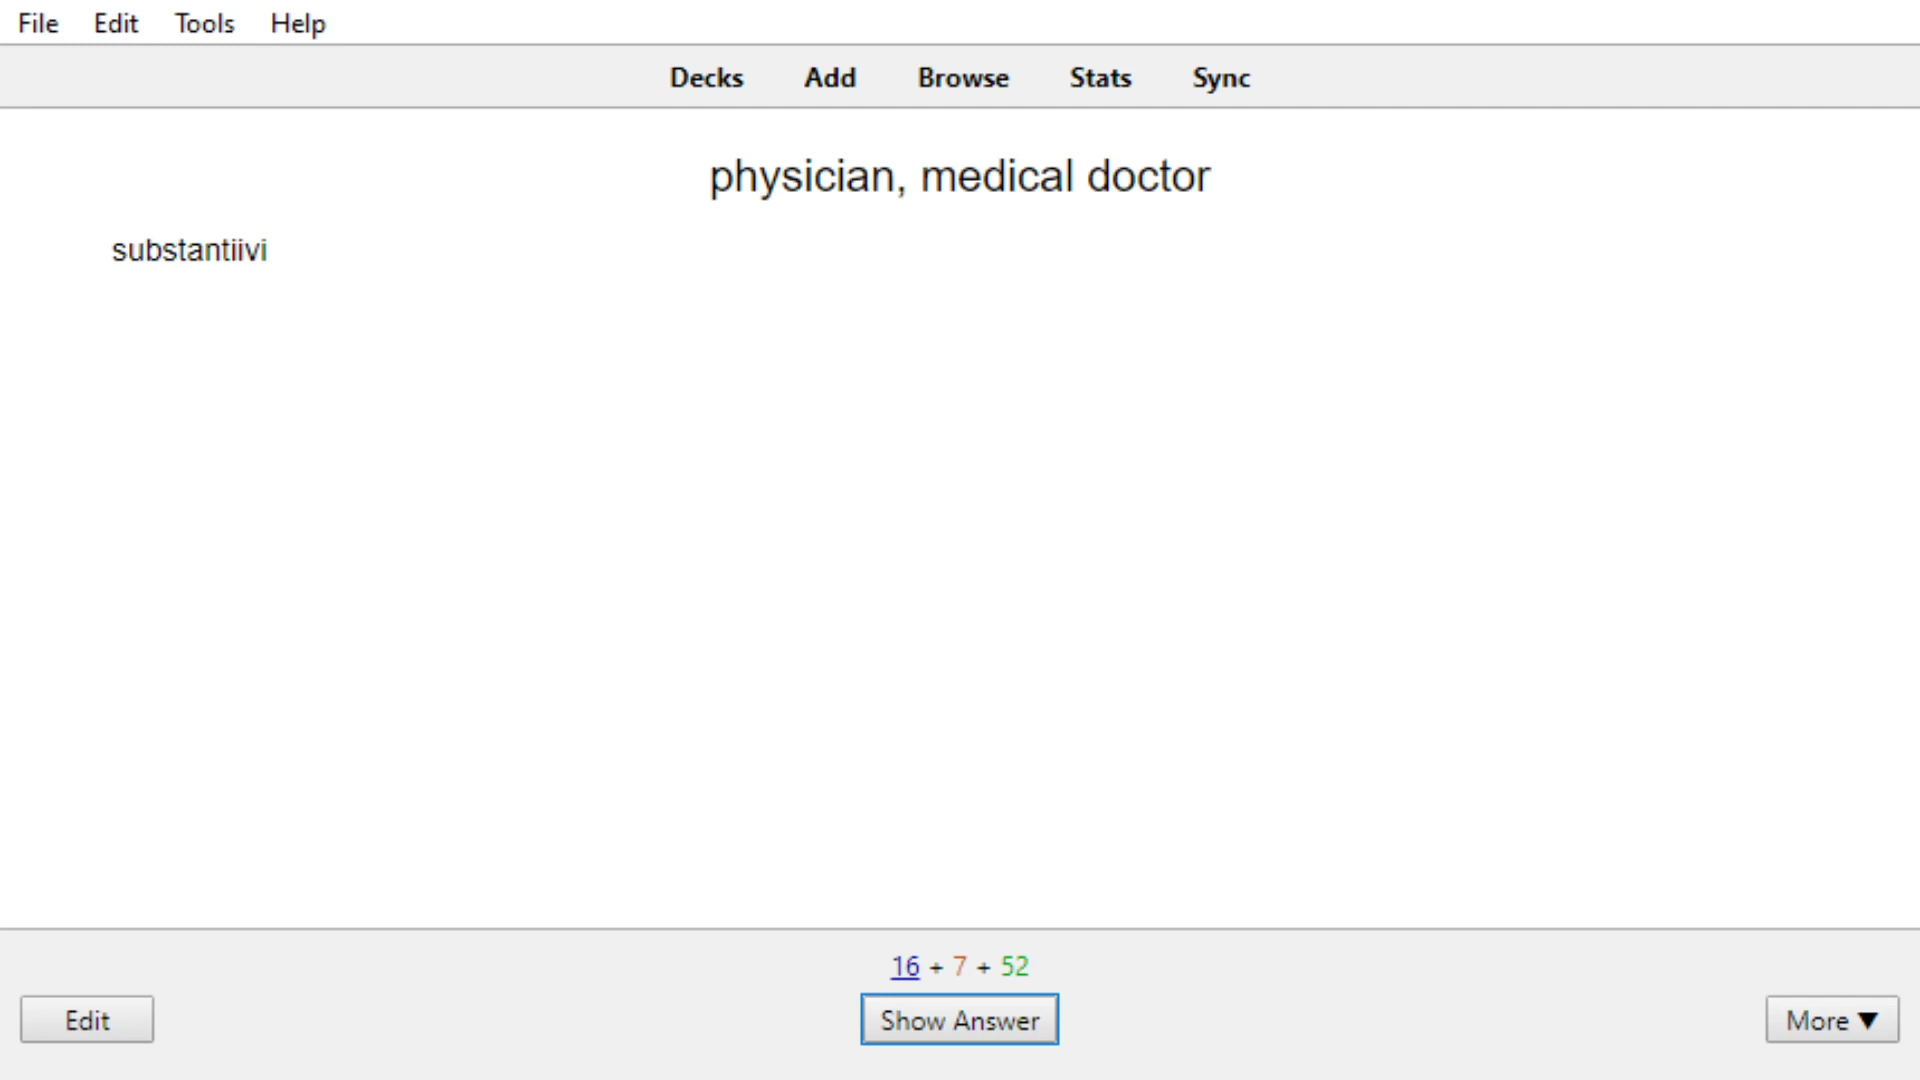 File Edit Tools Help
Decks Add Browse Stats Sync
physician, medical doctor
substantiivi
16 + 7 + 52
Edit Show Answer More ▼